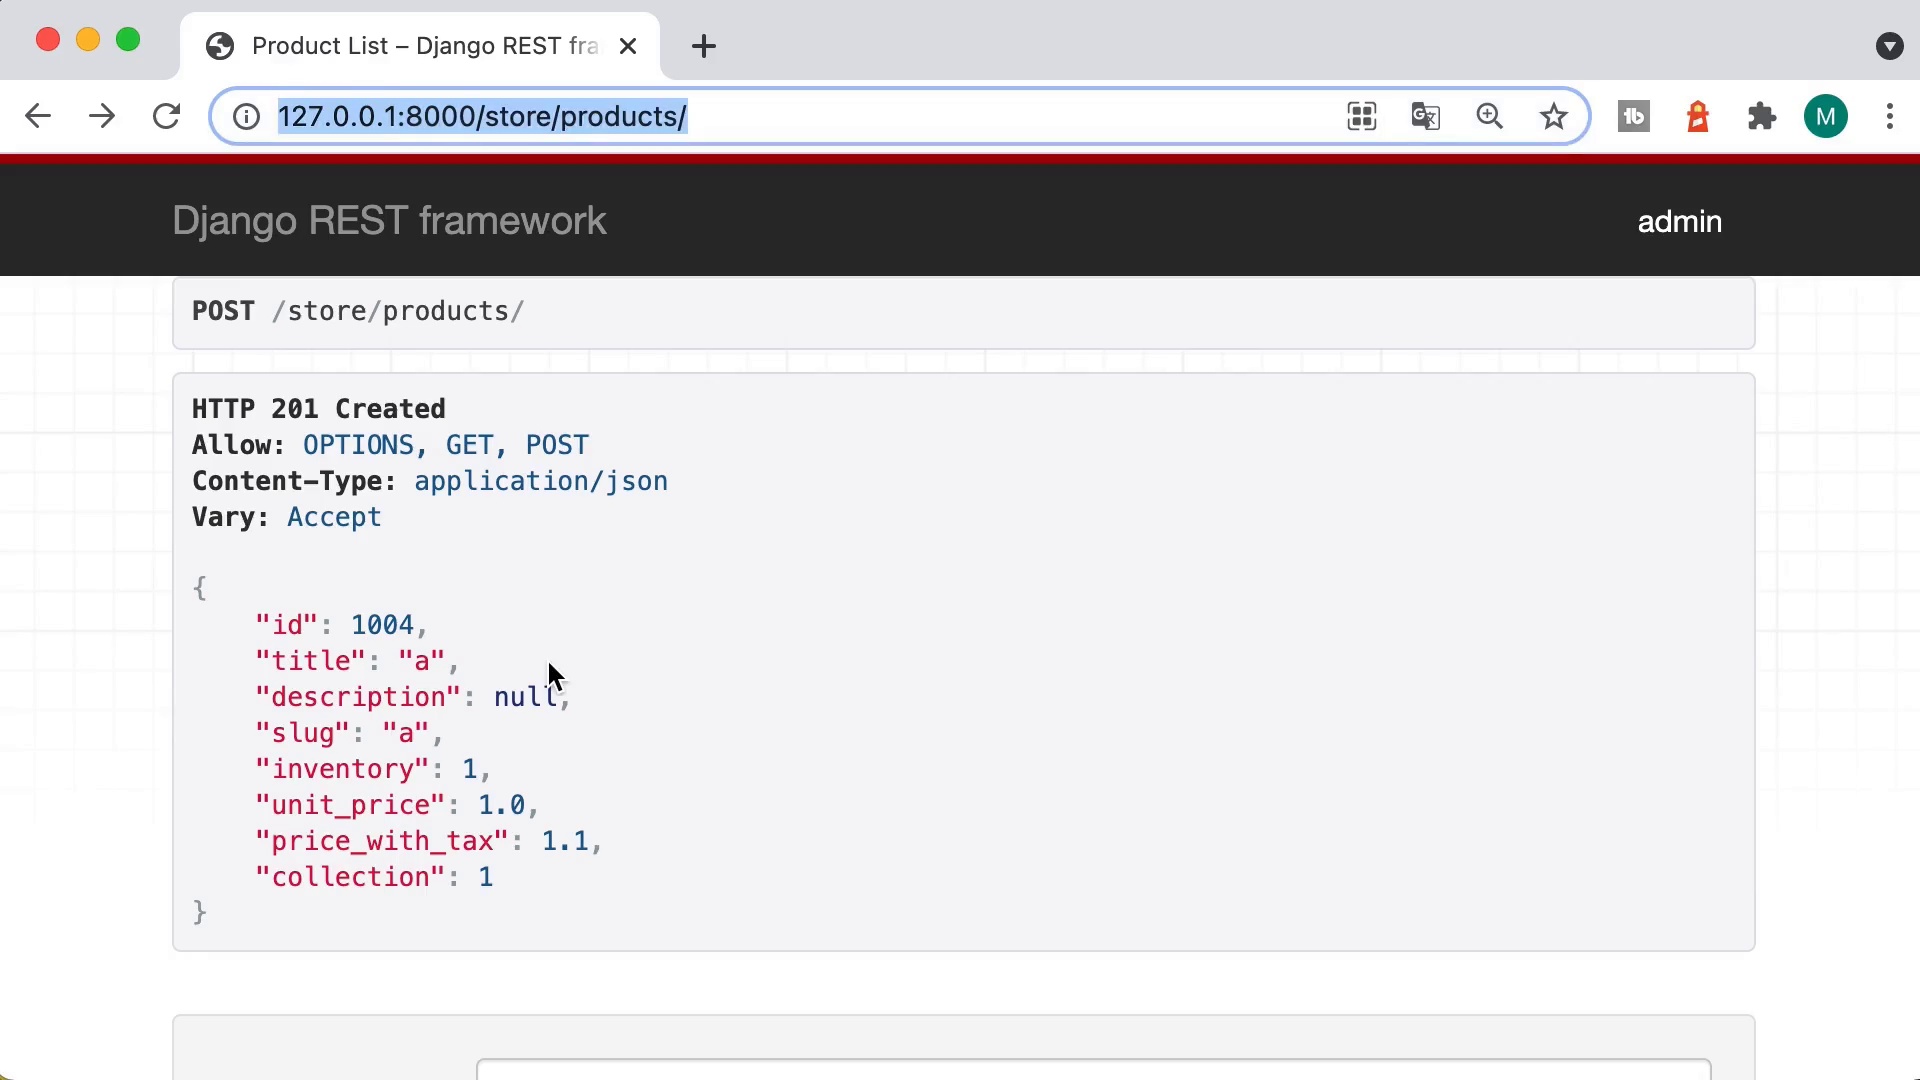 Product List – Django REST fra
127.0.0.1:8000/store/products/
M
Django REST framework
admin
POST /store/products/
HTTP 201 Created
Allow: OPTIONS, GET, POST
Content-Type: application/json
Vary: Accept
{
"id": 1004,
"title": "a",
"description": null,
"slug": "a",
"inventory": 1,
"unit_price": 1.0,
"price_with_tax": 1.1,
"collection": 1
}